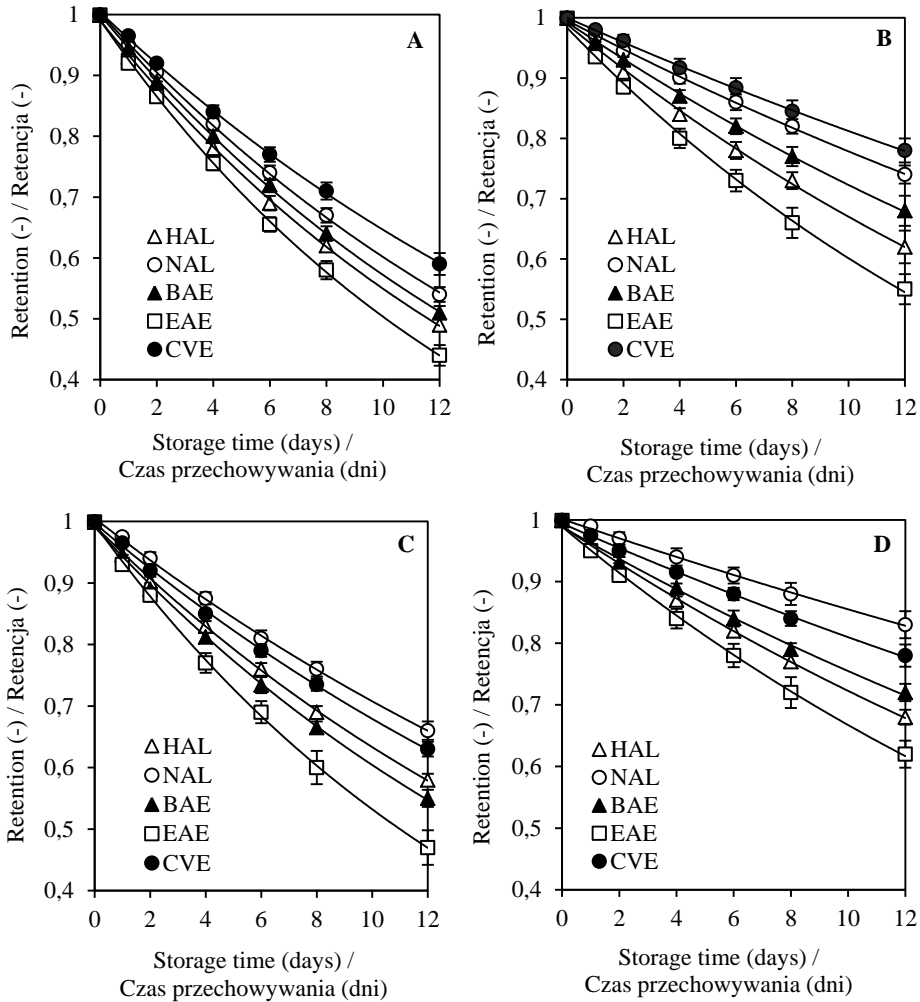 A
Retention (-) / Retencja (-)
1
0,9
0,8
0,7
0,6
0,5
0,4
HAL
NAL
BAE
EAE
CVE
0 2 4 6 8 10 12
Storage time (days) /
Czas przechowywania (dni)
B
Retention (-) / Retencja (-)
1
0,9
0,8
0,7
0,6
0,5
0,4
HAL
NAL
BAE
EAE
CVE
0 2 4 6 8 10 12
Storage time (days) /
Czas przechowywania (dni)
C
Retention (-) / Retencja (-)
1
0,9
0,8
0,7
0,6
0,5
0,4
HAL
NAL
BAE
EAE
CVE
0 2 4 6 8 10 12
Storage time (days) /
Czas przechowywania (dni)
D
Retention (-) / Retencja (-)
1
0,9
0,8
0,7
0,6
0,5
0,4
HAL
NAL
BAE
EAE
CVE
0 2 4 6 8 10 12
Storage time (days) /
Czas przechowywania (dni)